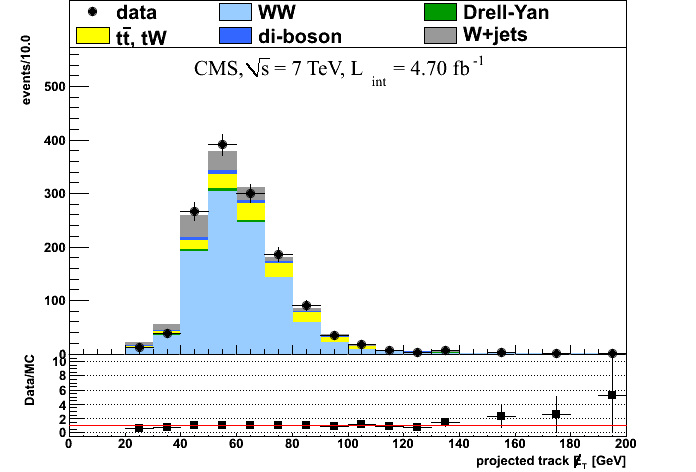 data WW Drell-Yan
tt̄, tW di-boson W+jets
CMS, √s = 7 TeV, L int = 4.70 fb⁻¹
events/10.0
500
400
300
200
100
0
Data/MC
10
8
6
4
2
0
0 20 40 60 80 100 120 140 160 180 200
projected track E̸T [GeV]